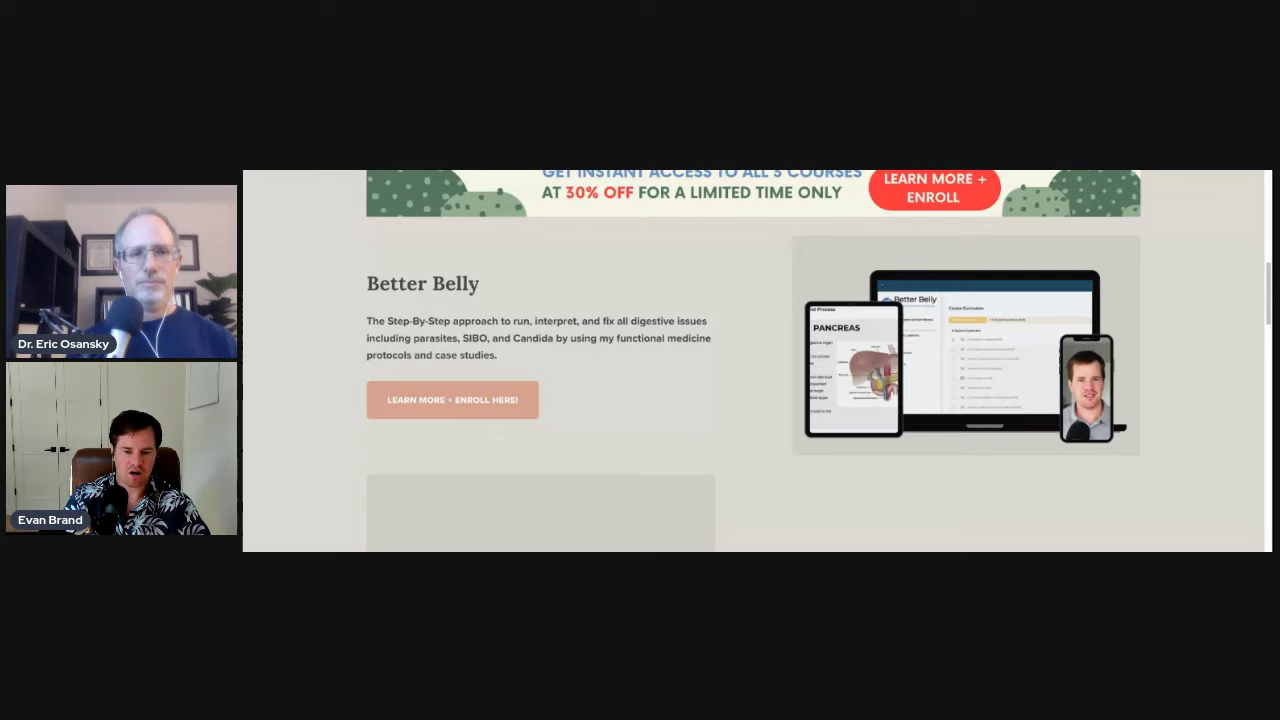 GET INSTANT ACCESS TO ALL 5 COURSES
AT 30% OFF FOR A LIMITED TIME ONLY
LEARN MORE +
ENROLL
Better Belly
The Step-By-Step approach to run, interpret, and fix all digestive issues
including parasites, SIBO, and Candida by using my functional medicine
protocols and case studies.
LEARN MORE + ENROLL HERE!
Better Belly
Course Curriculum
PANCREAS
Dr. Eric Osansky
Evan Brand